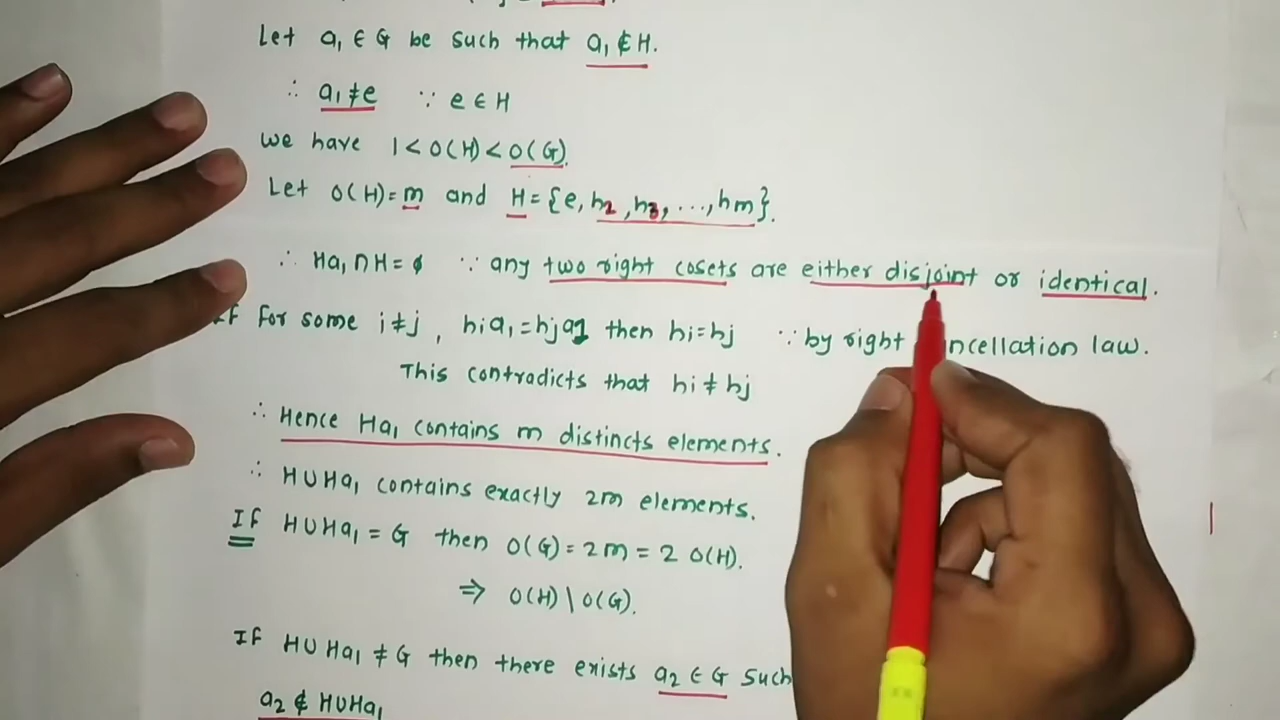 Let a₁ ∈ G be such that a₁ ∉ H.
∴ a₁ ≠ e ∵ e ∈ H
we have 1 < O(H) < O(G).
Let O(H) = m and H = {e, h₂, h₃, ..., hm}.
∴ Ha₁ ∩ H = ϕ ∵ any two right cosets are either disjoint or identical.
If for some i ≠ j, hia₁ = hja1 then hi = hj ∵ by right cancellation law.
This contradicts that hi ≠ hj
∴ Hence Ha₁ contains m distincts elements.
∴ H∪Ha₁ contains exactly 2m elements.
If H∪Ha₁ = G then O(G) = 2m = 2 O(H).
⇒ O(H) \ O(G).
If H∪Ha₁ ≠ G then there exists a₂ ∈ G such
a₂ ∉ H∪Ha₁